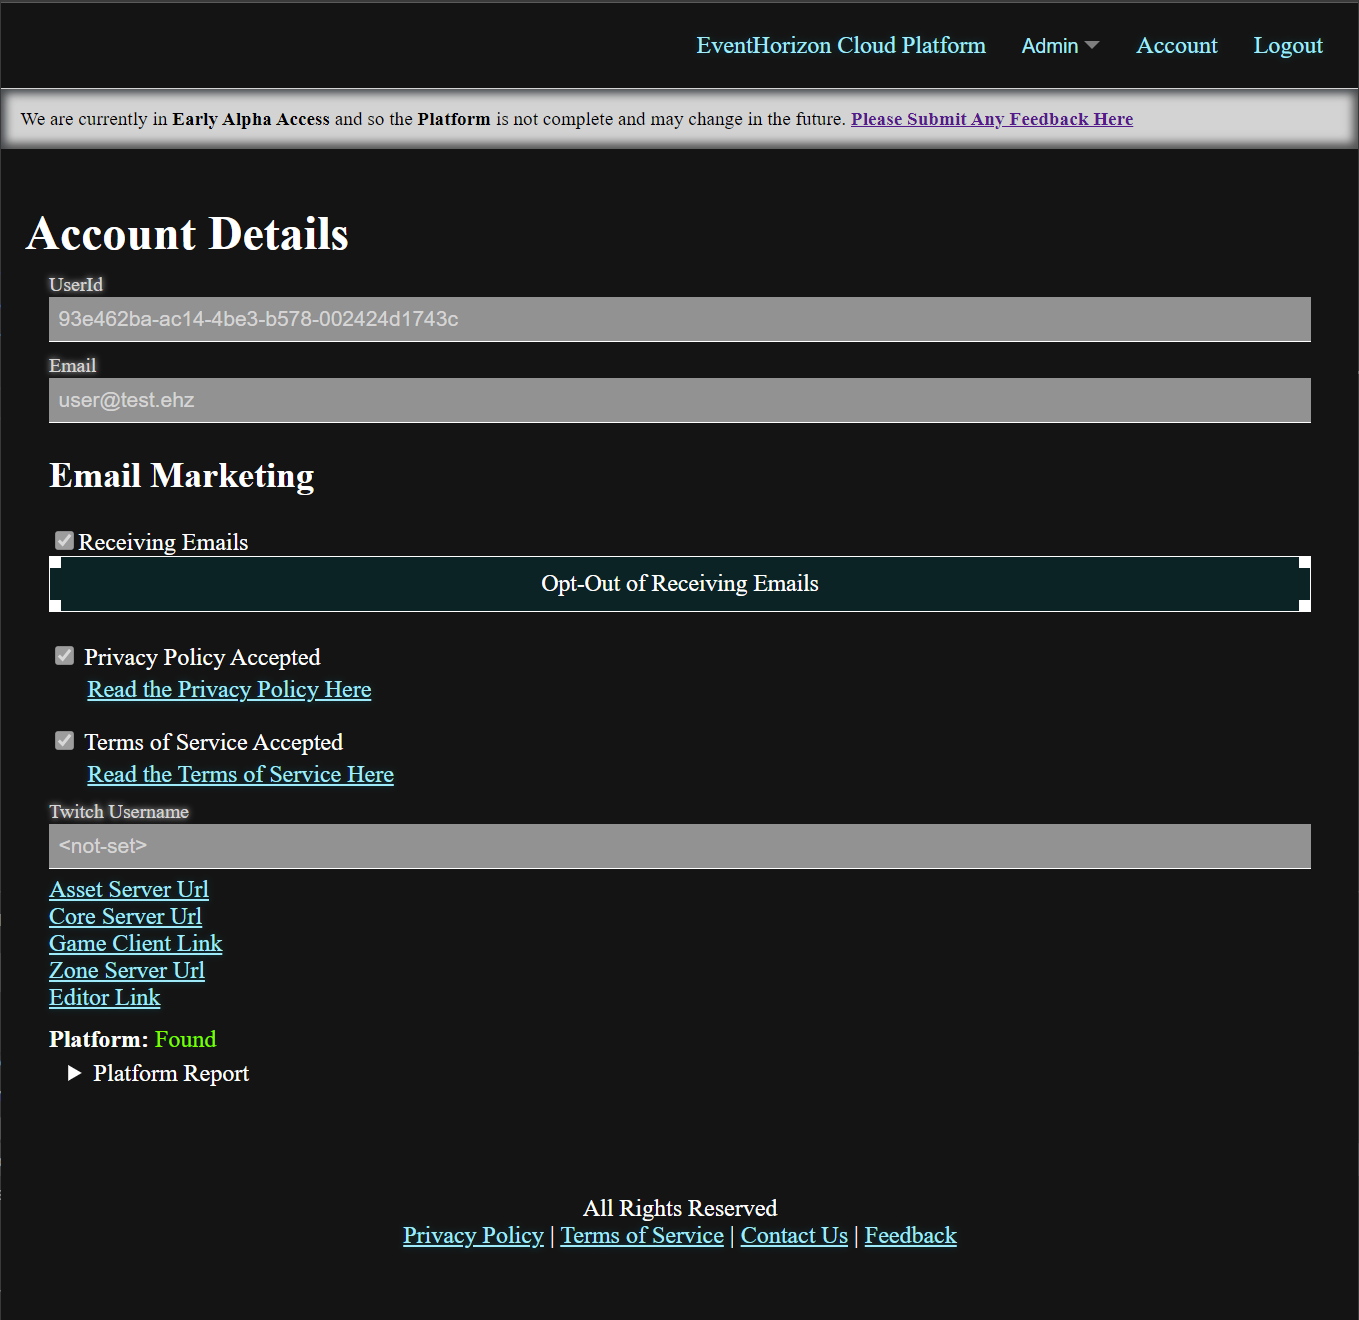 EventHorizon Cloud Platform Admin Account Logout
We are currently in Early Alpha Access and so the Platform is not complete and may change in the future. Please Submit Any Feedback Here
Account Details
UserId
93e462ba-ac14-4be3-b578-002424d1743c
Email
user@test.ehz
Email Marketing
Receiving Emails
Opt-Out of Receiving Emails
Privacy Policy Accepted
Read the Privacy Policy Here
Terms of Service Accepted
Read the Terms of Service Here
Twitch Username
<not-set>
Asset Server Url
Core Server Url
Game Client Link
Zone Server Url
Editor Link
Platform: Found
Platform Report
All Rights Reserved
Privacy Policy | Terms of Service | Contact Us | Feedback